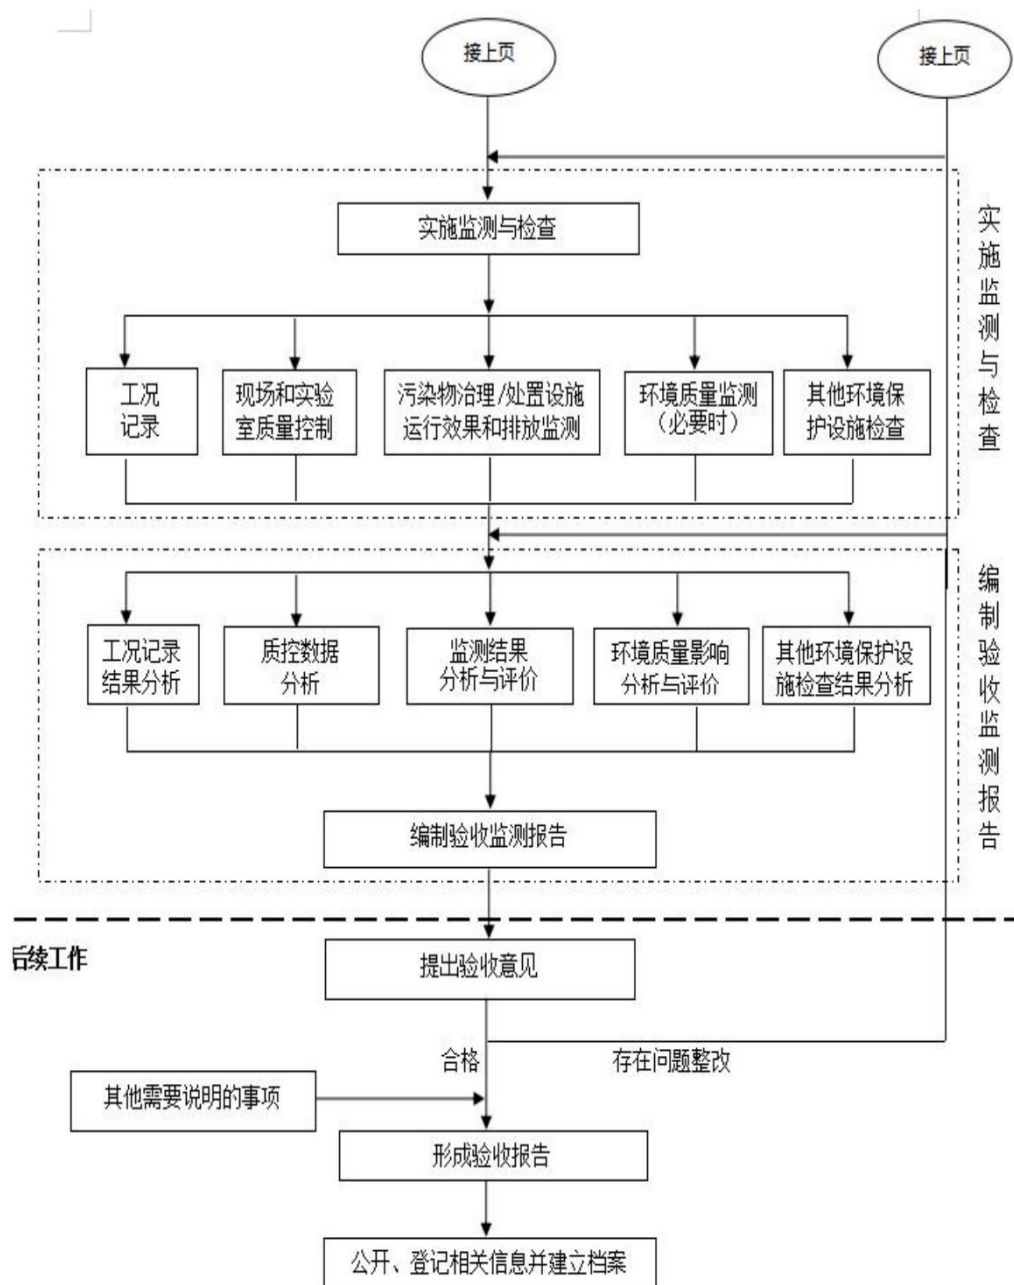 接上页
接上页
实施监测与检查
实施监测与检查
工况
记录
现场和实验
室质量控制
污染物治理/处置设施
运行效果和排放监测
环境质量监测
（必要时）
其他环境保
护设施检查
编制验收监测报告
工况记录
结果分析
质控数据
分析
监测结果
分析与评价
环境质量影响
分析与评价
其他环境保护设
施检查结果分析
编制验收监测报告
后续工作
提出验收意见
合格
存在问题整改
其他需要说明的事项
形成验收报告
公开、登记相关信息并建立档案